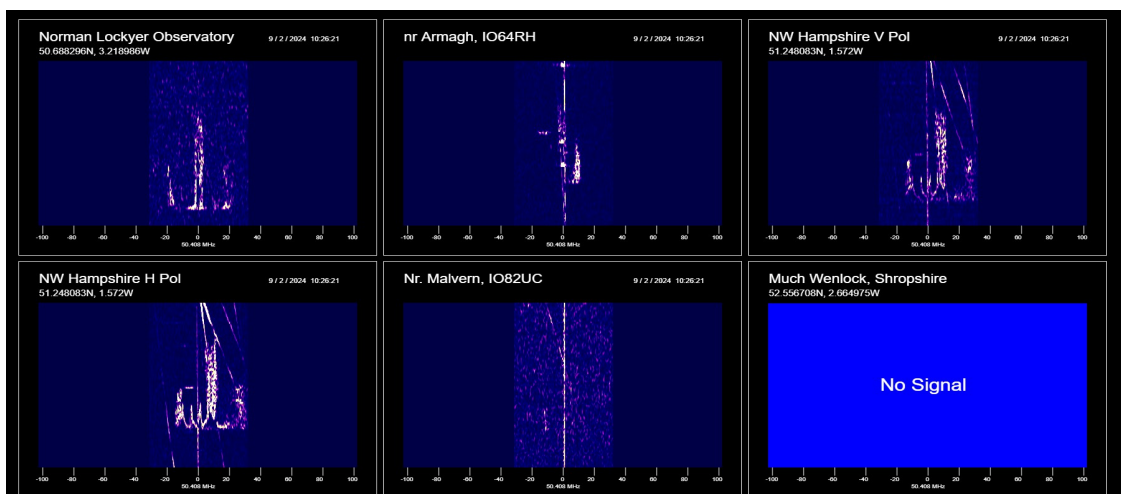 Norman Lockyer Observatory
9 / 2 / 2024 10:26:21
50.688296N, 3.218986W
-100 -80 -60 -40 -20 0 20 40 60 80 100
50.408 MHz
nr Armagh, IO64RH
9 / 2 / 2024 10:26:21
-100 -80 -60 -40 -20 0 20 40 60 80 100
50.408 MHz
NW Hampshire V Pol
9 / 2 / 2024 10:26:21
51.248083N, 1.572W
-100 -80 -60 -40 -20 0 20 40 60 80 100
50.408 MHz
NW Hampshire H Pol
9 / 2 / 2024 10:26:21
51.248083N, 1.572W
-100 -80 -60 -40 -20 0 20 40 60 80 100
50.408 MHz
Nr. Malvern, IO82UC
9 / 2 / 2024 10:26:21
-100 -80 -60 -40 -20 0 20 40 60 80 100
50.408 MHz
Much Wenlock, Shropshire
52.556708N, 2.664975W
No Signal
-100 -80 -60 -40 -20 0 20 40 60 80 100
50.408 MHz